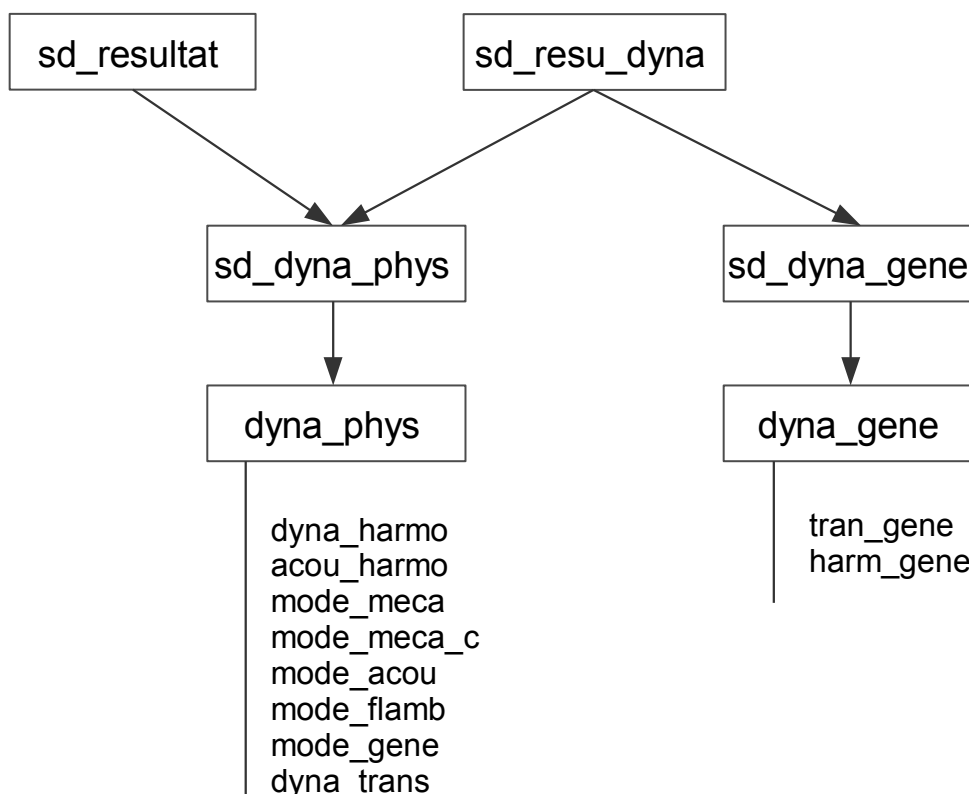 sd_resultat
sd_resu_dyna
sd_dyna_phys
sd_dyna_gene
dyna_phys
dyna_gene
dyna_harmo
acou_harmo
mode_meca
mode_meca_c
mode_acou
mode_flamb
mode_gene
dyna_trans
tran_gene
harm_gene